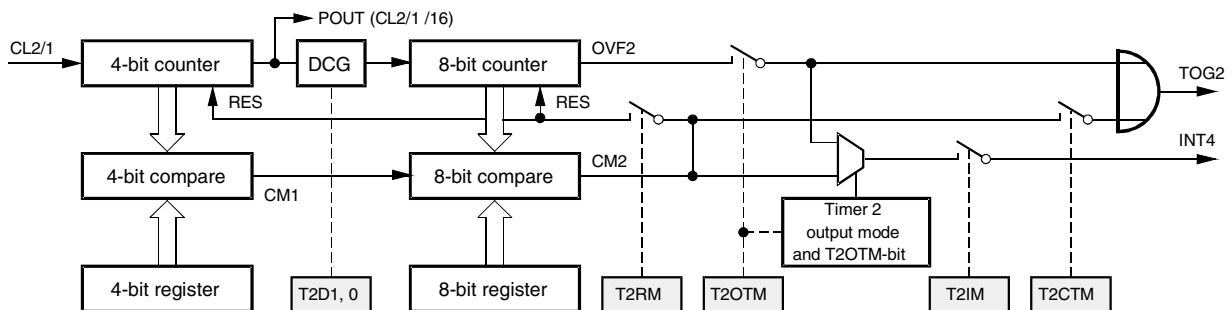 POUT (CL2/1 /16)
CL2/1
4-bit counter
DCG
8-bit counter
OVF2
TOG2
RES
RES
4-bit compare
CM1
8-bit compare
CM2
INT4
Timer 2
output mode
and T2OTM-bit
4-bit register
T2D1, 0
8-bit register
T2RM
T2OTM
T2IM
T2CTM